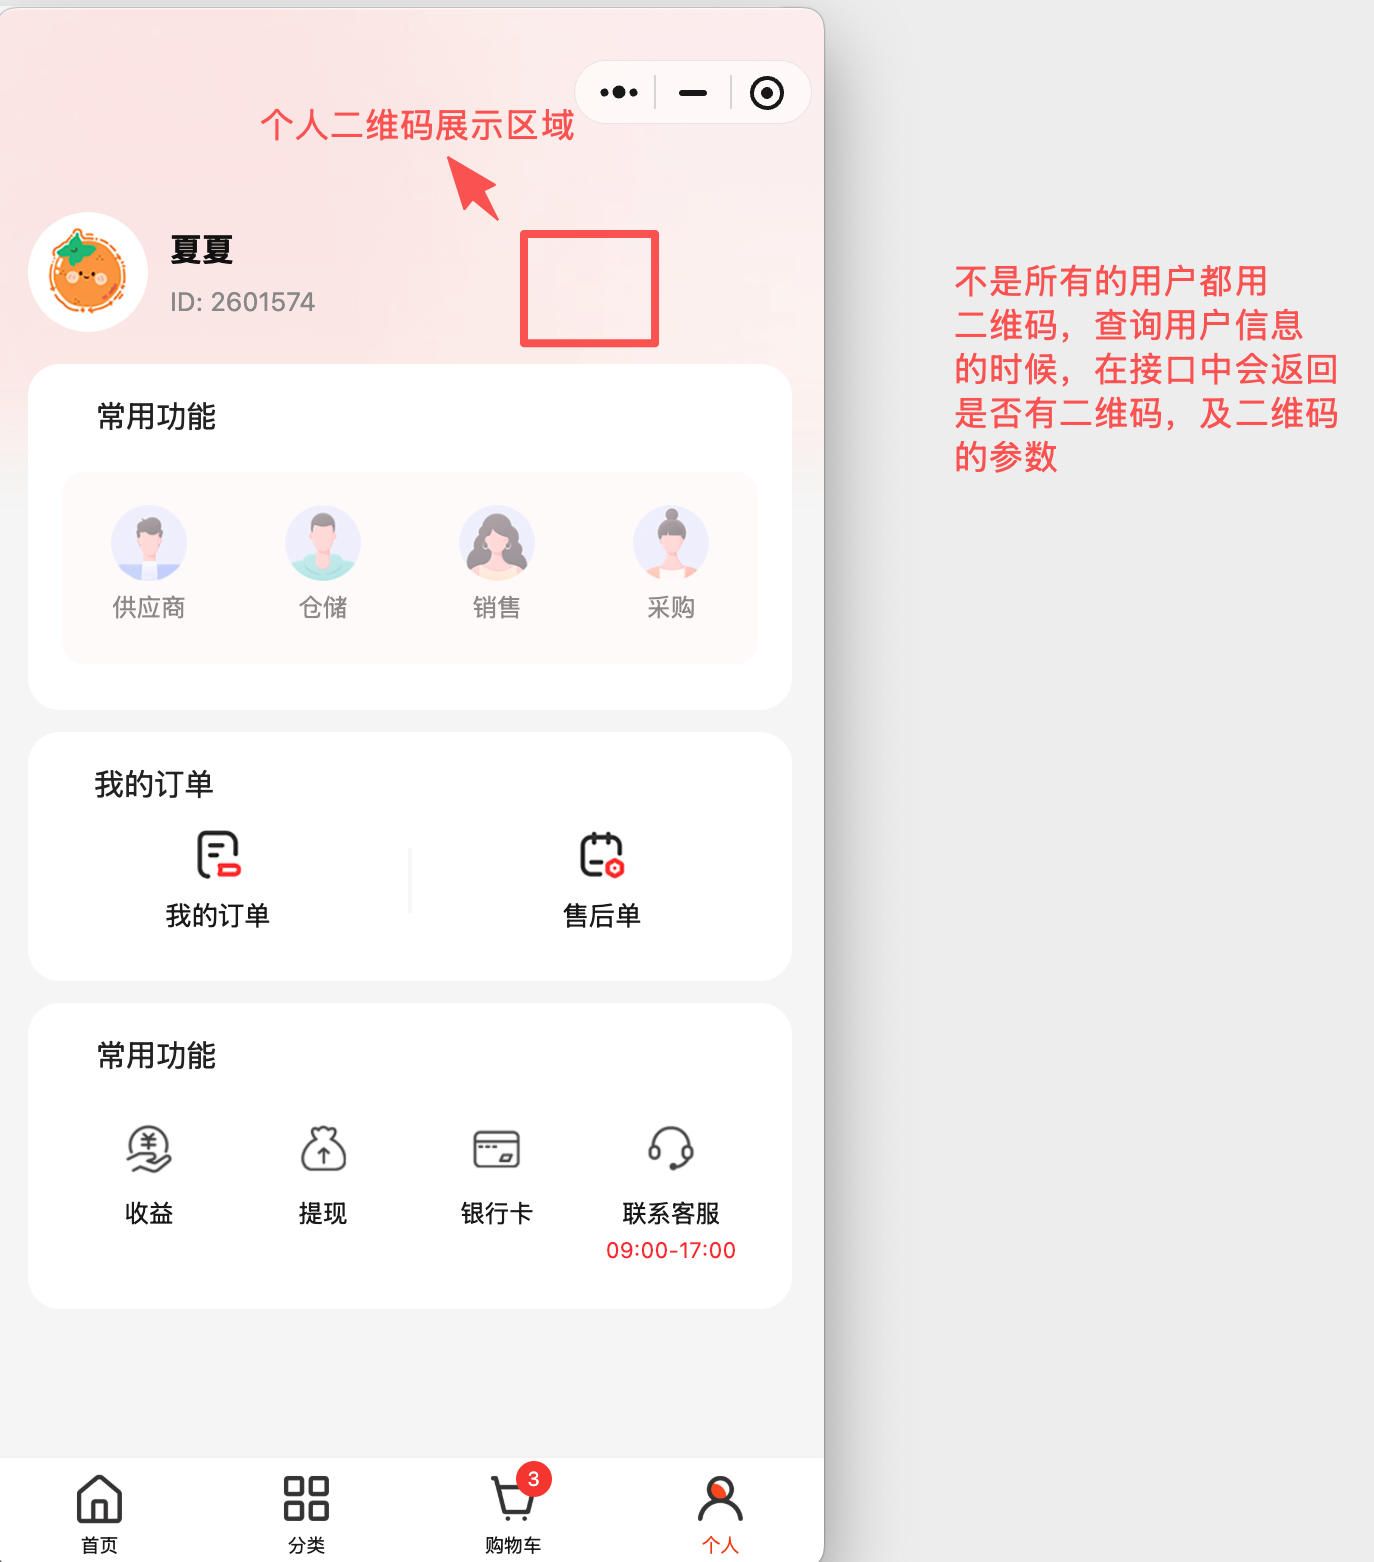 个人二维码展示区域
夏夏
ID: 2601574
不是所有的用户都用
二维码，查询用户信息
的时候，在接口中会返回
是否有二维码，及二维码
的参数
常用功能
供应商
仓储
销售
采购
我的订单
我的订单
售后单
常用功能
收益
提现
银行卡
联系客服
09:00-17:00
3
首页
分类
购物车
个人